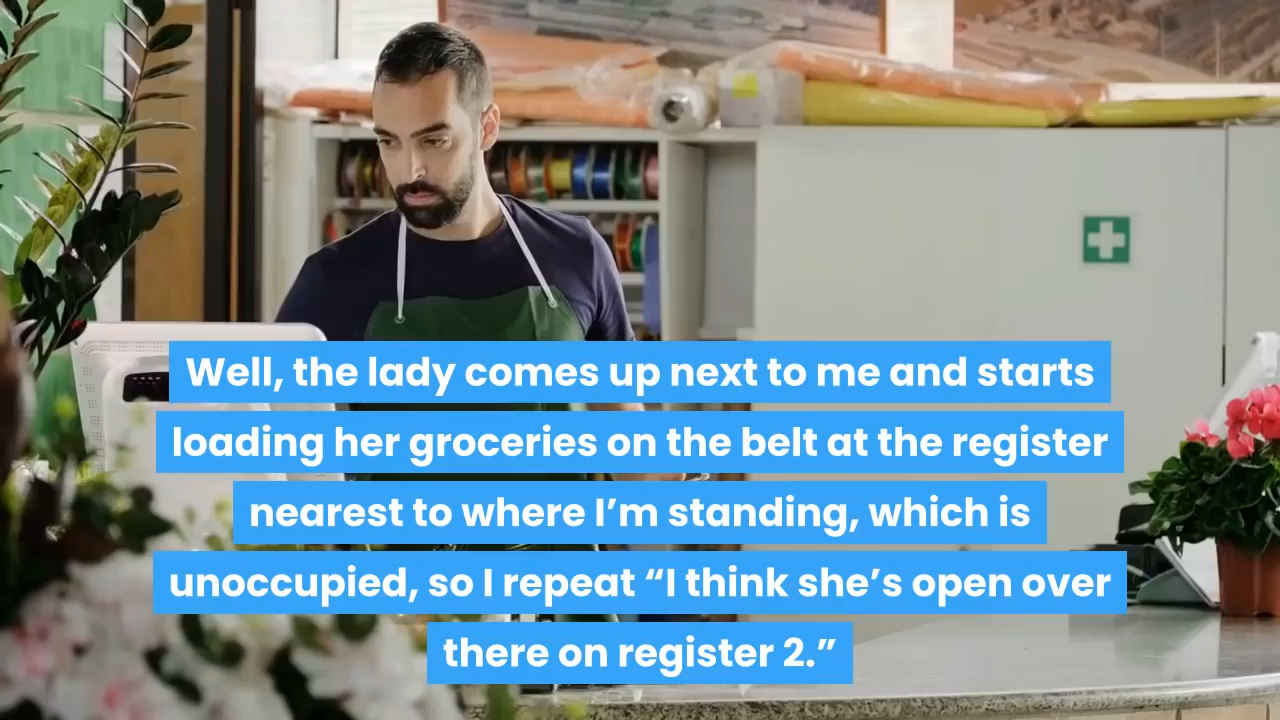 Well, the lady comes up next to me and starts
loading her groceries on the belt at the register
nearest to where I’m standing, which is
unoccupied, so I repeat “I think she’s open over
there on register 2.”